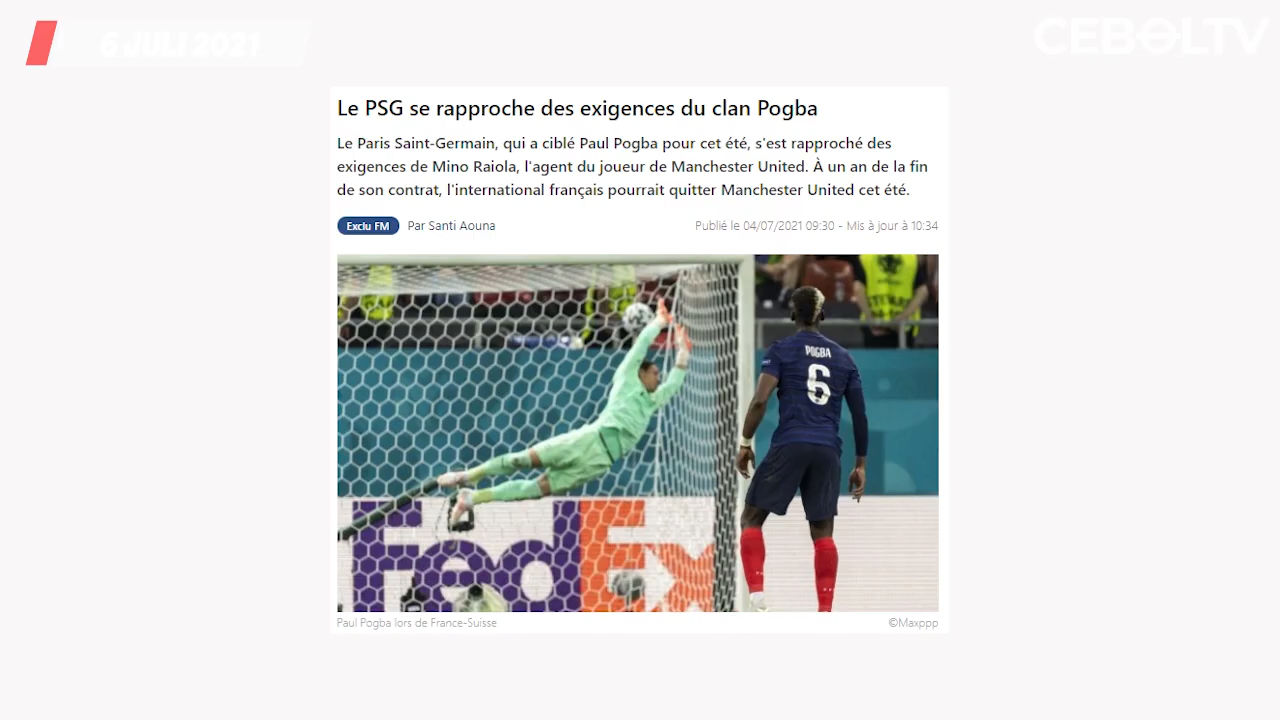 6 JULI 2021
CEBOLTV
Le PSG se rapproche des exigences du clan Pogba
Le Paris Saint-Germain, qui a ciblé Paul Pogba pour cet été, s'est rapproché des
exigences de Mino Raiola, l'agent du joueur de Manchester United. À un an de la fin
de son contrat, l'international français pourrait quitter Manchester United cet été.
Exclu FM Par Santi Aouna
Publié le 04/07/2021 09:30 - Mis à jour à 10:34
POGBA
6
FedEx
Paul Pogba lors de France-Suisse
©Maxppp